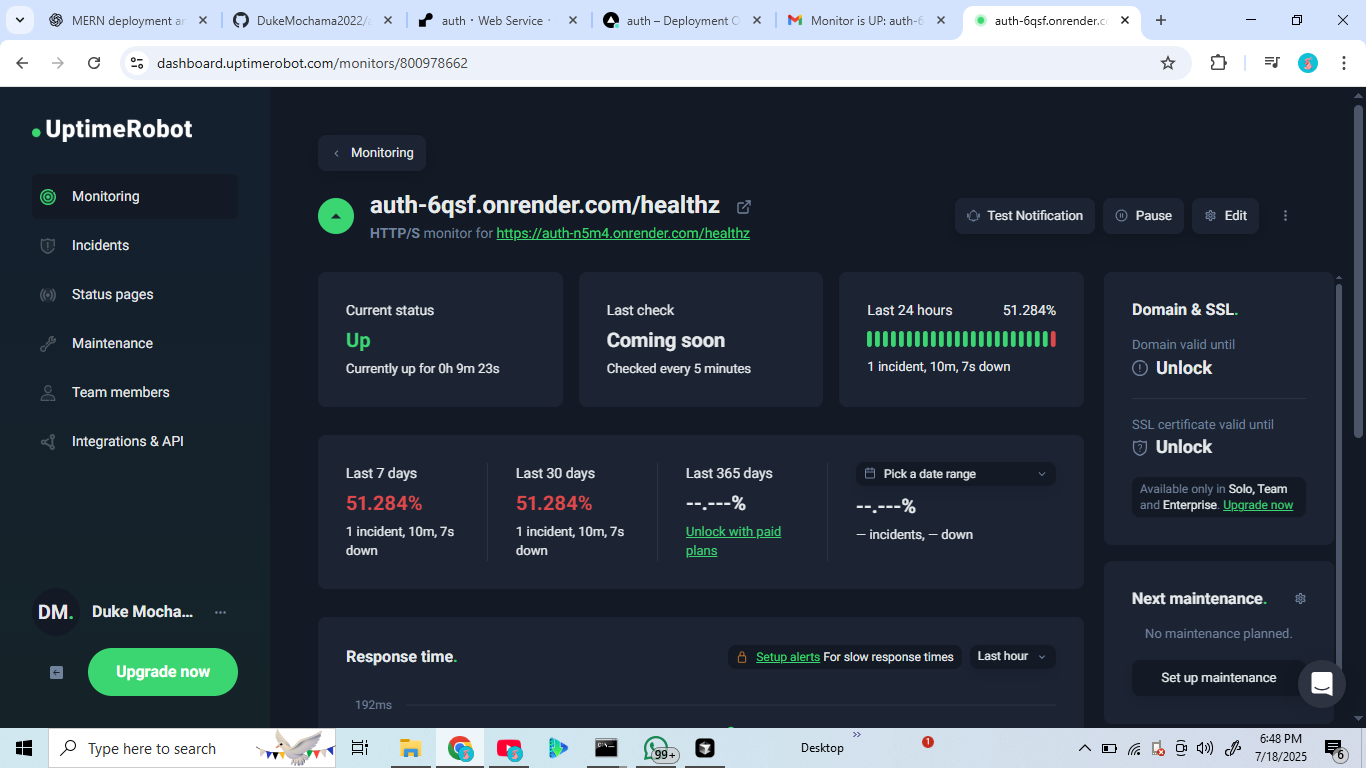 MERN deployment ar
DukeMochama2022/a
auth · Web Service ·
auth – Deployment O
Monitor is UP: auth-6
auth-6qsf.onrender.co
dashboard.uptimerobot.com/monitors/800978662
UptimeRobot
Monitoring
Incidents
Status pages
Maintenance
Team members
Integrations & API
DM.
Duke Mocha...
Upgrade now
Monitoring
auth-6qsf.onrender.com/healthz
HTTP/S monitor for https://auth-n5m4.onrender.com/healthz
Test Notification
Pause
Edit
Current status
Up
Currently up for 0h 9m 23s
Last check
Coming soon
Checked every 5 minutes
Last 24 hours 51.284%
1 incident, 10m, 7s down
Last 7 days
51.284%
1 incident, 10m, 7s
down
Last 30 days
51.284%
1 incident, 10m, 7s
down
Last 365 days
--.---%
Unlock with paid
plans
Pick a date range
--.---%
— incidents, — down
Response time.
Setup alerts For slow response times
Last hour
192ms
Domain & SSL.
Domain valid until
Unlock
SSL certificate valid until
Unlock
Available only in Solo, Team
and Enterprise. Upgrade now
Next maintenance.
No maintenance planned.
Set up maintenance
Type here to search
99+
Desktop
1
6:48 PM
7/18/2025
6